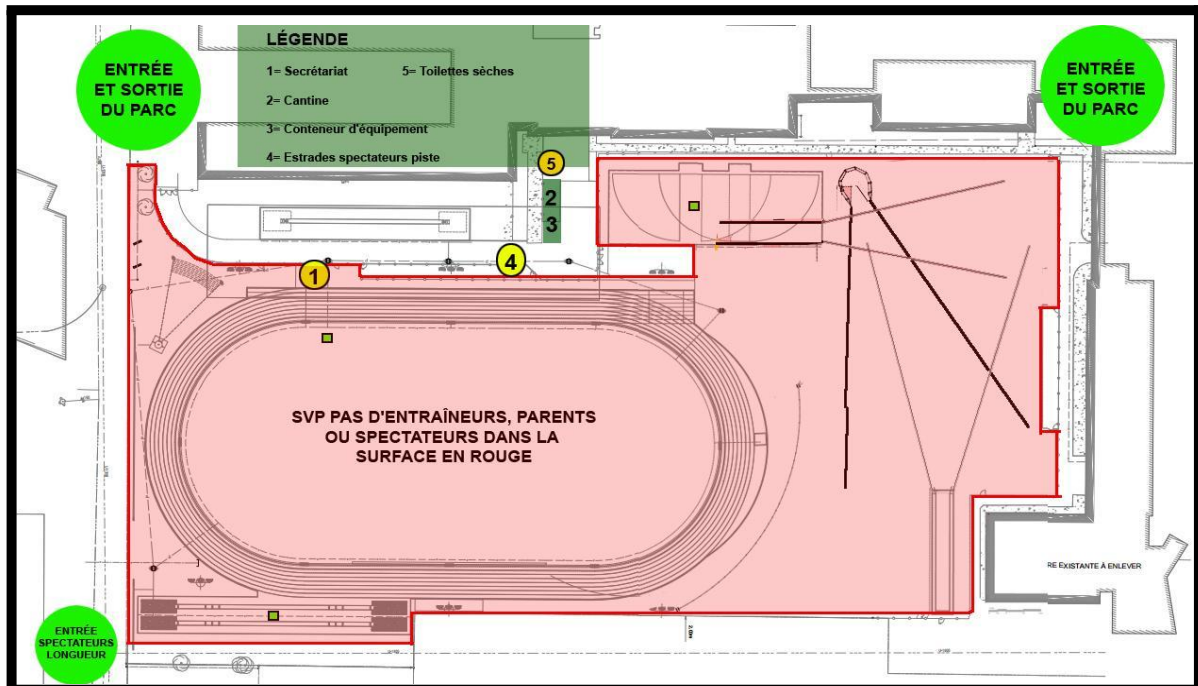 ENTRÉE
ET SORTIE
DU PARC
LÉGENDE
1= Secrétariat 5= Toilettes sèches
2= Cantine
3= Conteneur d'équipement
4= Estrades spectateurs piste
ENTRÉE
ET SORTIE
DU PARC
5
2
3
1
4
SVP PAS D'ENTRAÎNEURS, PARENTS
OU SPECTATEURS DANS LA
SURFACE EN ROUGE
RE EXISTANTE À ENLEVER
ENTRÉE
SPECTATEURS
LONGUEUR